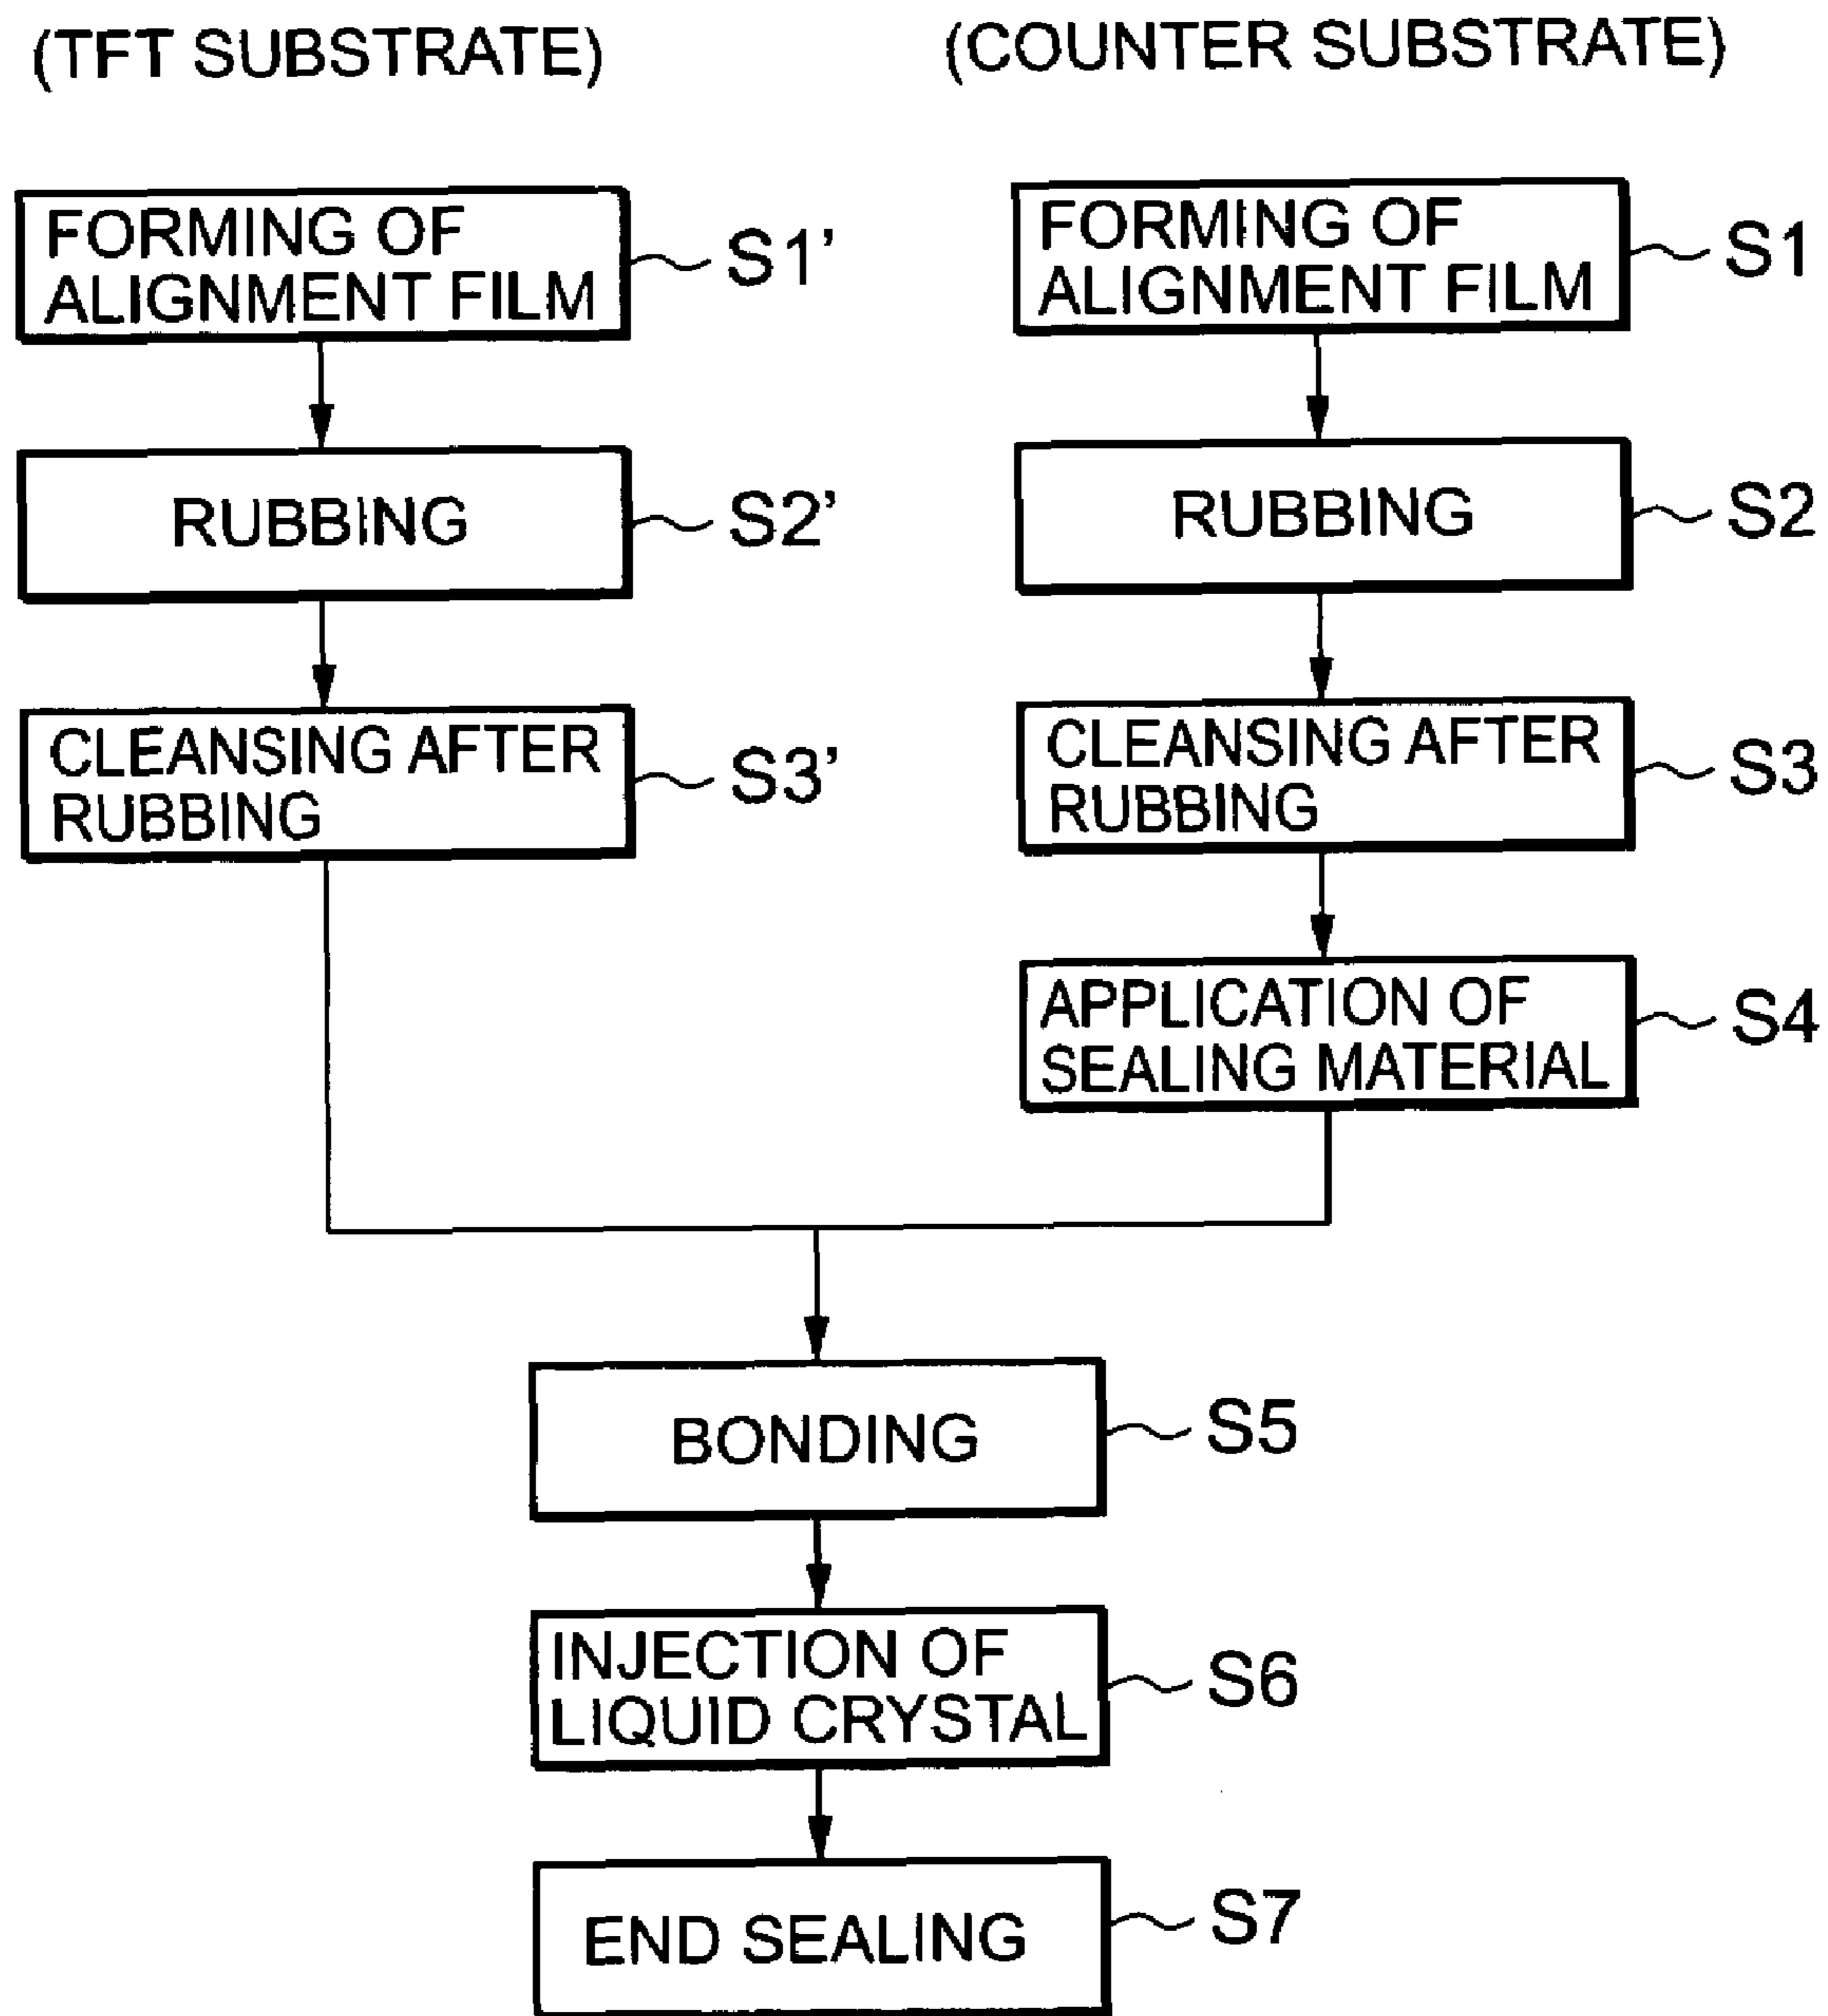 (TFT SUBSTRATE)
(COUNTER SUBSTRATE)
FORMING OF
ALIGNMENT FILM
S1'
FORMING OF
ALIGNMENT FILM
S1
RUBBING
S2'
RUBBING
S2
CLEANSING AFTER
RUBBING
S3'
CLEANSING AFTER
RUBBING
S3
APPLICATION OF
SEALING MATERIAL
S4
BONDING
S5
INJECTION OF
LIQUID CRYSTAL
S6
END SEALING
S7